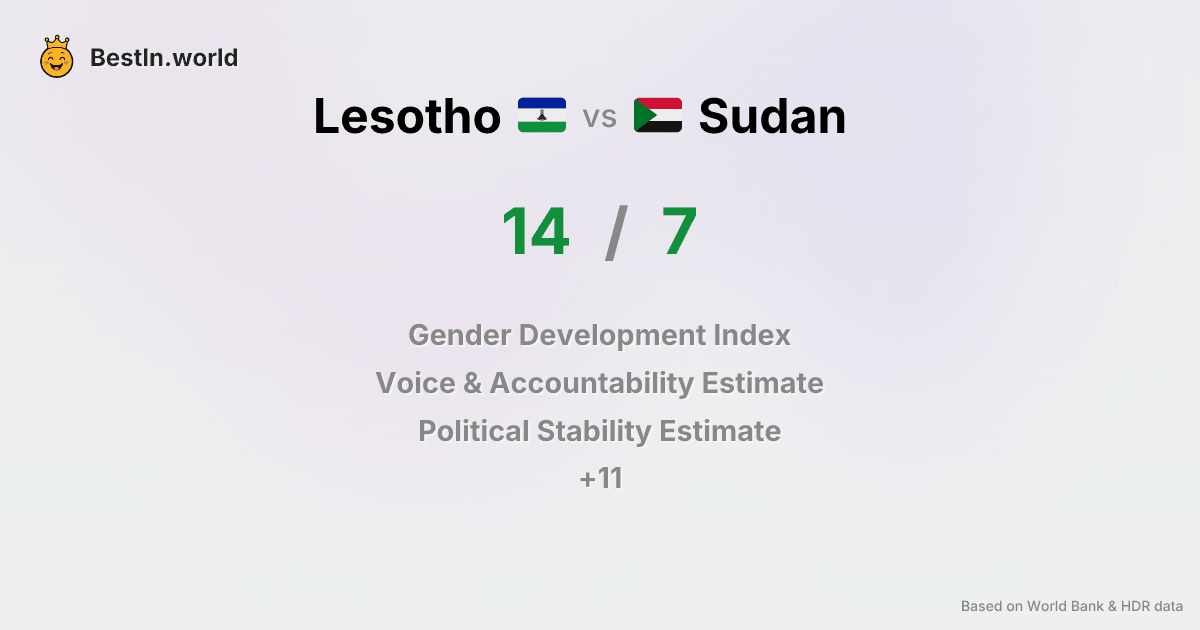 BestIn.world
Lesotho vs Sudan
14 / 7
Gender Development Index
Voice & Accountability Estimate
Political Stability Estimate
+11
Based on World Bank & HDR data